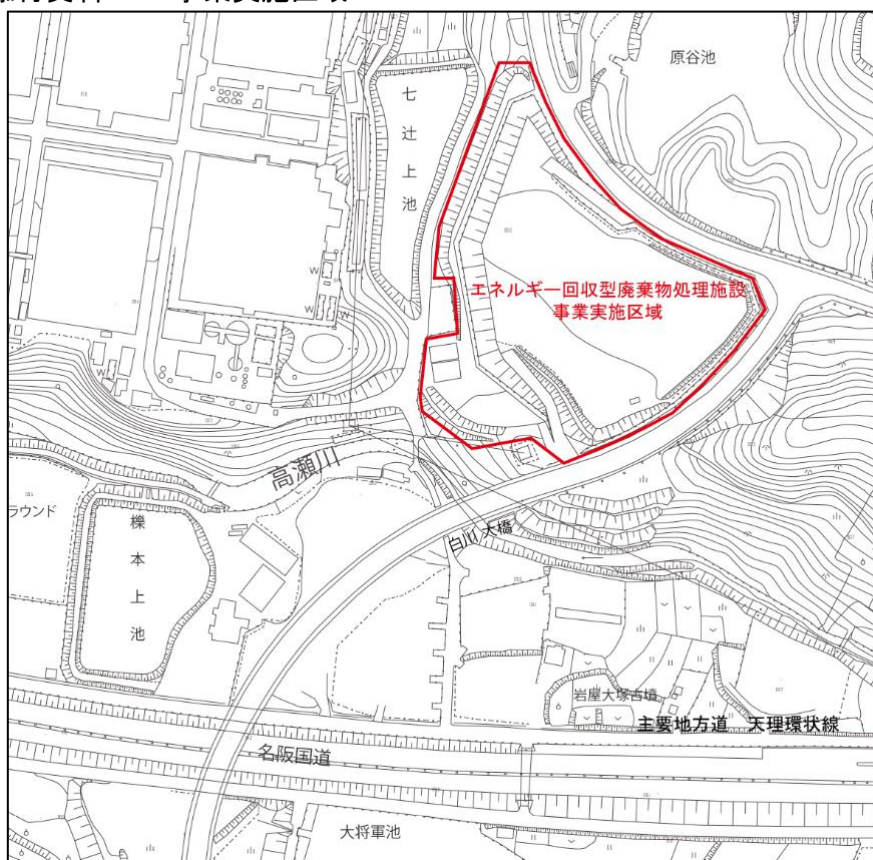 原谷池
七辻上池
エネルギー回収型廃棄物処理施設
事業実施区域
W
W
W
W
高瀬川
ラウンド
櫟本上池
白川大橋
岩屋大塚古墳
主要地方道 天理環状線
名阪国道
大将軍池